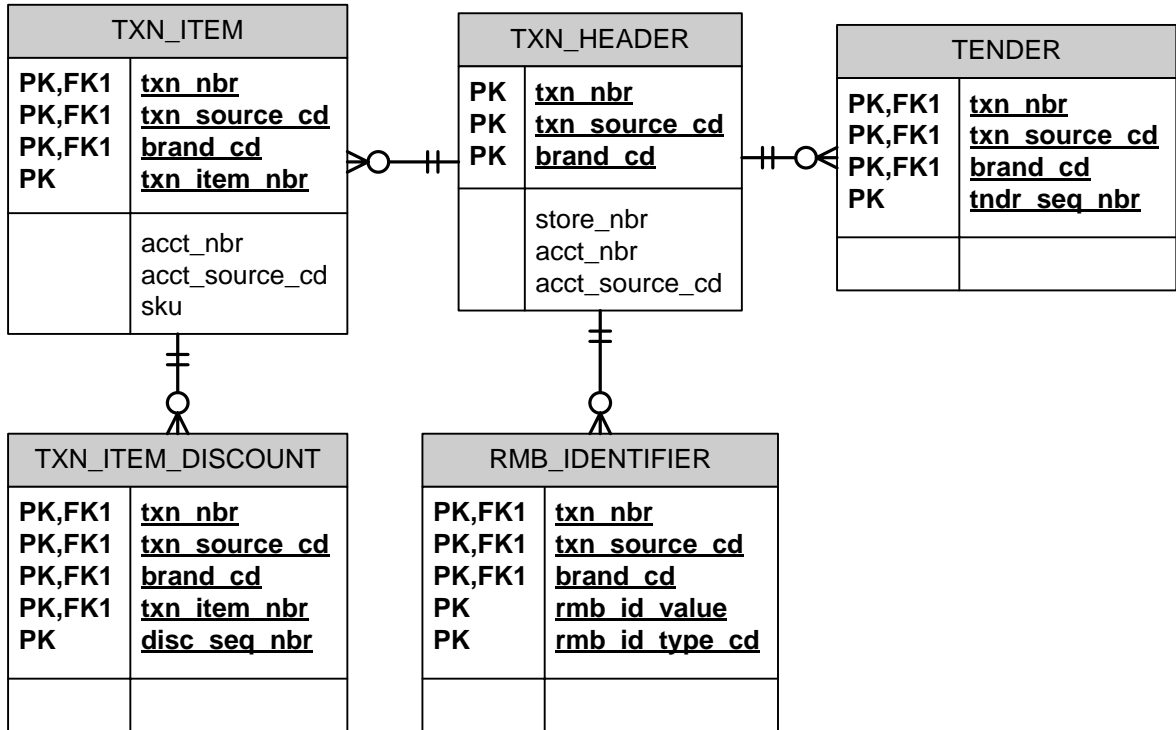 TXN_ITEM
PK,FK1 txn_nbr
PK,FK1 txn_source_cd
PK,FK1 brand_cd
PK txn_item_nbr
acct_nbr
acct_source_cd
sku
TXN_HEADER
PK txn_nbr
PK txn_source_cd
PK brand_cd
store_nbr
acct_nbr
acct_source_cd
TENDER
PK,FK1 txn_nbr
PK,FK1 txn_source_cd
PK,FK1 brand_cd
PK tndr_seq_nbr
TXN_ITEM_DISCOUNT
PK,FK1 txn_nbr
PK,FK1 txn_source_cd
PK,FK1 brand_cd
PK,FK1 txn_item_nbr
PK disc_seq_nbr
RMB_IDENTIFIER
PK,FK1 txn_nbr
PK,FK1 txn_source_cd
PK,FK1 brand_cd
PK rmb_id_value
PK rmb_id_type_cd